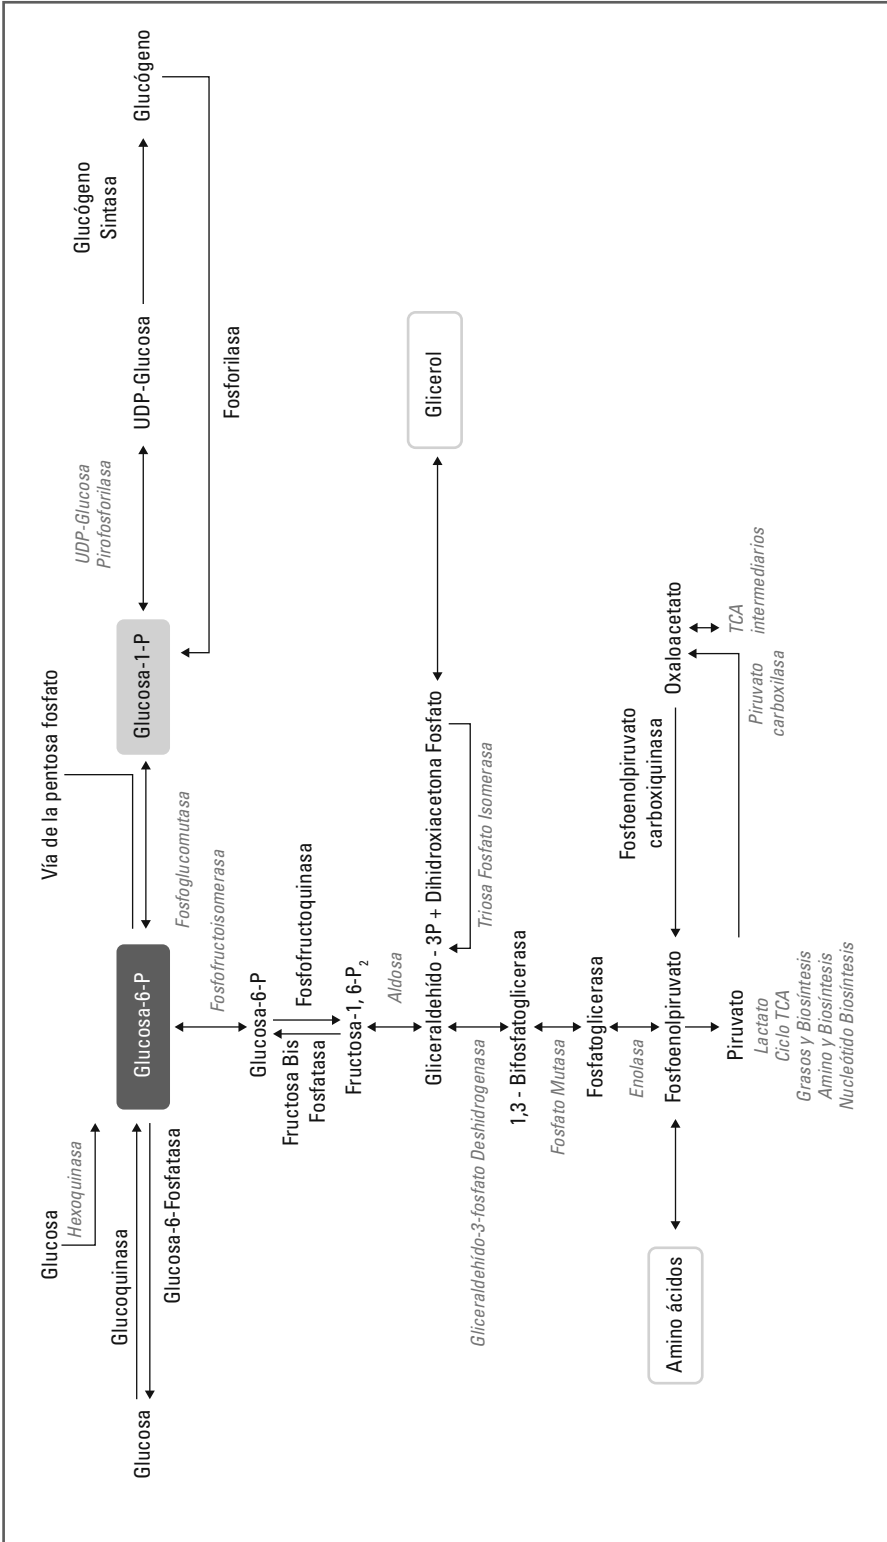 Glucosa
Hexoquinasa
Glucosa
Glucoquinasa
Glucosa-6-Fosfatasa
Glucosa-6-P
Vía de la pentosa fosfato
Fosfoglucomutasa
Glucosa-1-P
UDP-Glucosa
Pirofosforilasa
UDP-Glucosa
Glucógeno
Sintasa
Glucógeno
Fosforilasa
Fosfofructoisomerasa
Glucosa-6-P
Fructosa Bis
Fosfatasa
Fosfofructoquinasa
Fructosa-1, 6-P₂
Aldosa
Gliceraldehído - 3P + Dihidroxiacetona Fosfato
Glicerol
Triosa Fosfato Isomerasa
Gliceraldehído-3-fosfato Deshidrogenasa
1,3 - Bifosfatoglicerasa
Fosfato Mutasa
Fosfatoglicerasa
Enolasa
Amino ácidos
Fosfoenolpiruvato
Fosfoenolpiruvato
carboxiquinasa
Oxaloacetato
TCA
intermediarios
Piruvato
carboxilasa
Piruvato
Lactato
Ciclo TCA
Grasos y Biosíntesis
Amino y Biosíntesis
Nucleótido Biosíntesis